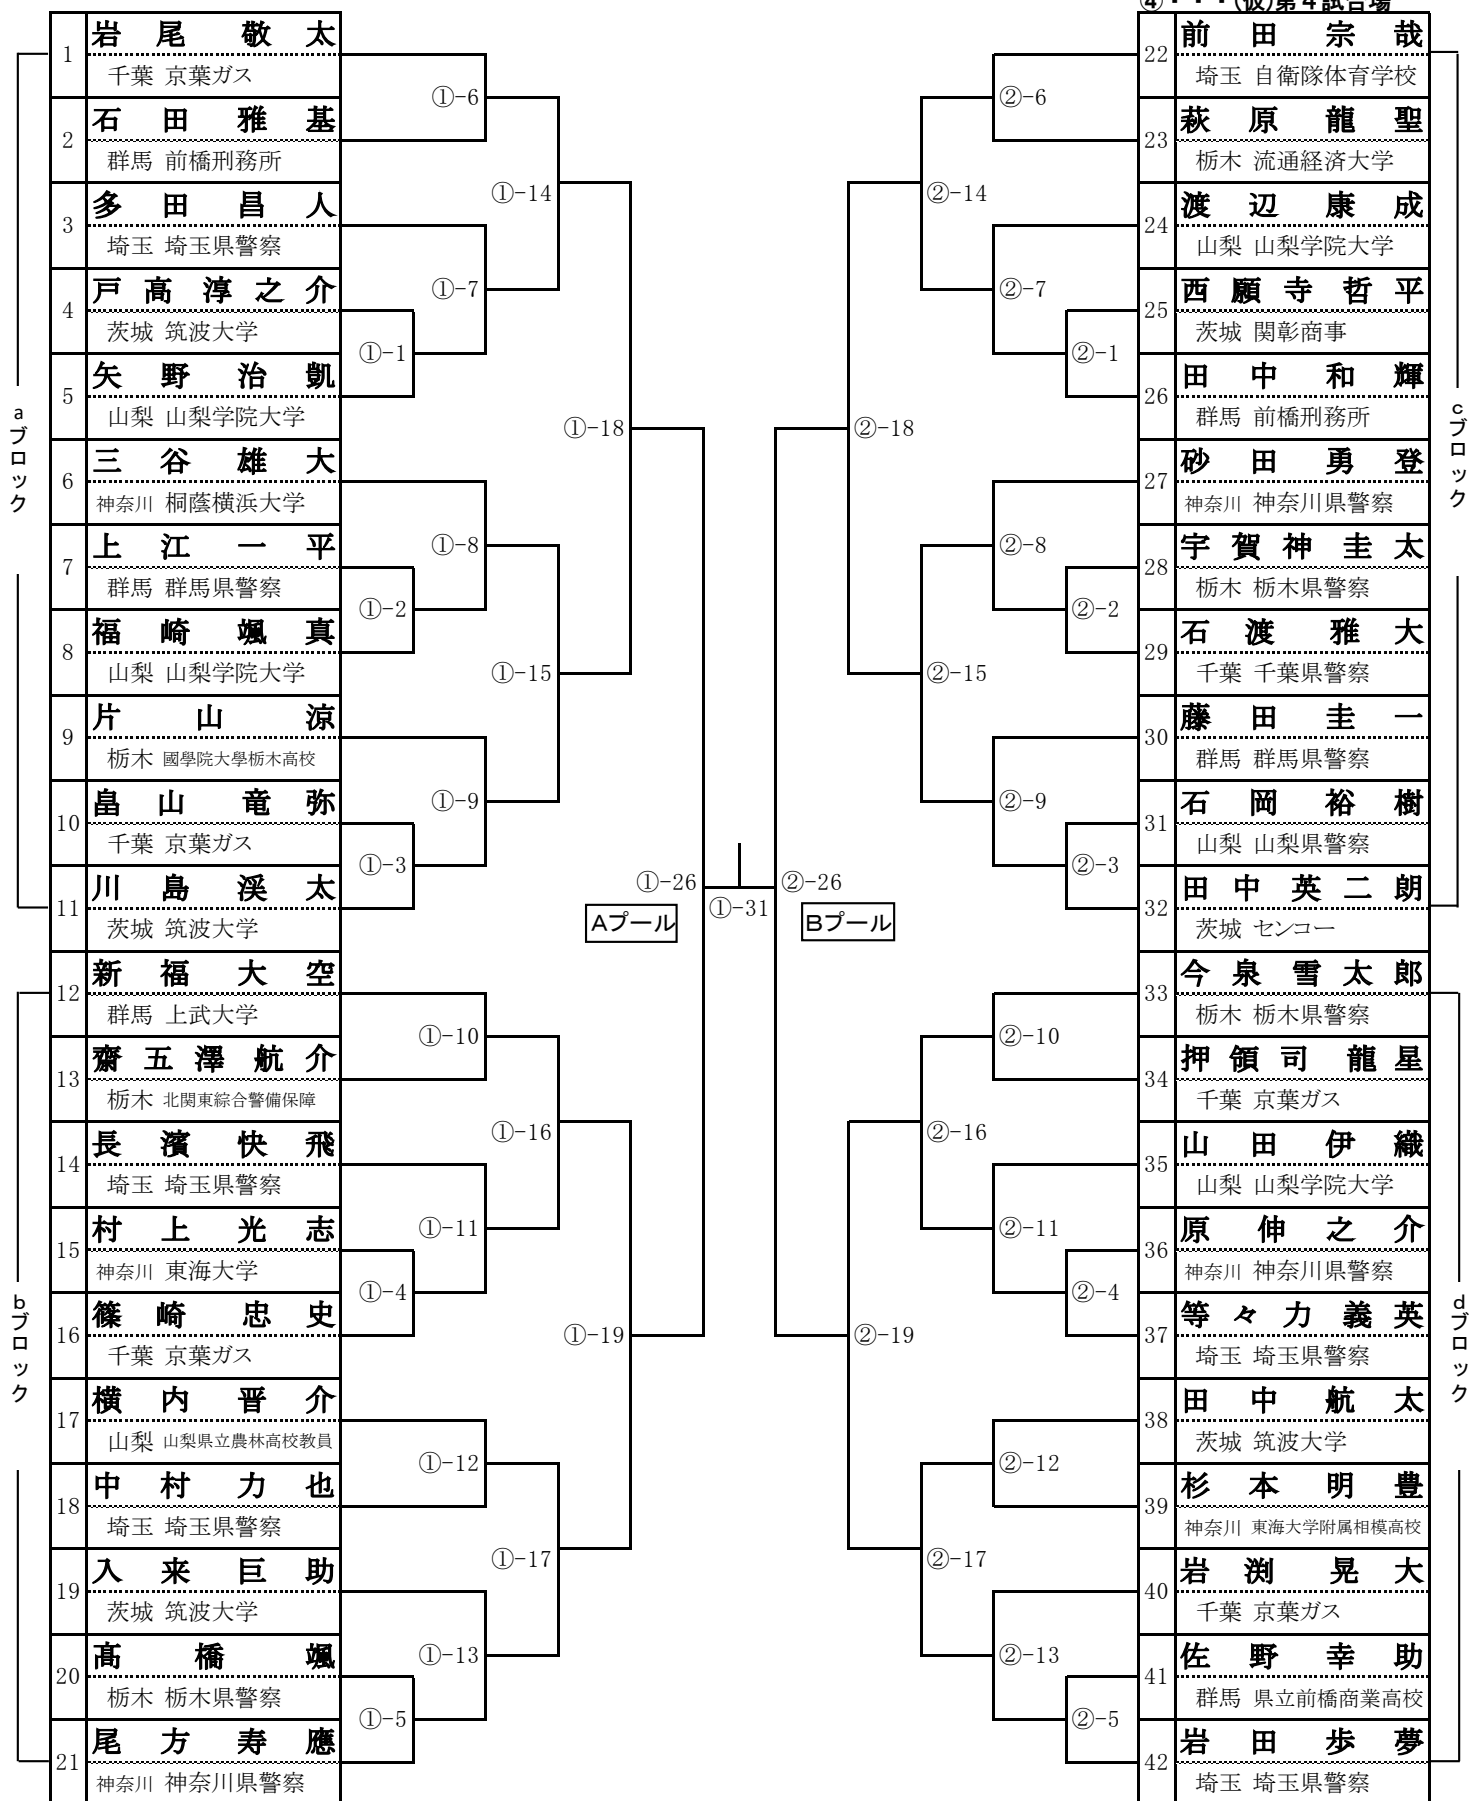 ④・・・(仮)第4試合場
aブロック
1 岩尾敬太
千葉 京葉ガス
2 石田雅基
群馬 前橋刑務所
3 多田昌人
埼玉 埼玉県警察
4 戸髙淳之介
茨城 筑波大学
5 矢野治凱
山梨 山梨学院大学
6 三谷雄大
神奈川 桐蔭横浜大学
7 上江一平
群馬 群馬県警察
8 福崎颯真
山梨 山梨学院大学
9 片山涼
栃木 國學院大學栃木高校
10 畠山竜弥
千葉 京葉ガス
11 川島渓太
茨城 筑波大学
bブロック
12 新福大空
群馬 上武大学
13 齋五澤航介
栃木 北関東綜合警備保障
14 長濱快飛
埼玉 埼玉県警察
15 村上光志
神奈川 東海大学
16 篠崎忠史
千葉 京葉ガス
17 横内晋介
山梨 山梨県立農林高校教員
18 中村力也
埼玉 埼玉県警察
19 入来巨助
茨城 筑波大学
20 髙橋颯
栃木 栃木県警察
21 尾方寿應
神奈川 神奈川県警察
①-6
①-14
①-7
①-1
①-18
①-8
①-2
①-15
①-9
①-3
①-26
Aプール
①-10
①-16
①-11
①-4
①-19
①-12
①-17
①-13
①-5
①-31
②-6
②-14
②-7
②-1
②-18
②-8
②-2
②-15
②-9
②-3
②-26
Bプール
②-10
②-16
②-11
②-4
②-19
②-12
②-17
②-13
②-5
cブロック
22 前田宗哉
埼玉 自衛隊体育学校
23 萩原龍聖
栃木 流通経済大学
24 渡辺康成
山梨 山梨学院大学
25 西願寺哲平
茨城 関彰商事
26 田中和輝
群馬 前橋刑務所
27 砂田勇登
神奈川 神奈川県警察
28 宇賀神圭太
栃木 栃木県警察
29 石渡雅大
千葉 千葉県警察
30 藤田圭一
群馬 群馬県警察
31 石岡裕樹
山梨 山梨県警察
32 田中英二朗
茨城 センコー
dブロック
33 今泉雪太郎
栃木 栃木県警察
34 押領司龍星
千葉 京葉ガス
35 山田伊織
山梨 山梨学院大学
36 原伸之介
神奈川 神奈川県警察
37 等々力義英
埼玉 埼玉県警察
38 田中航太
茨城 筑波大学
39 杉本明豊
神奈川 東海大学附属相模高校
40 岩渕晃大
千葉 京葉ガス
41 佐野幸助
群馬 県立前橋商業高校
42 岩田歩夢
埼玉 埼玉県警察